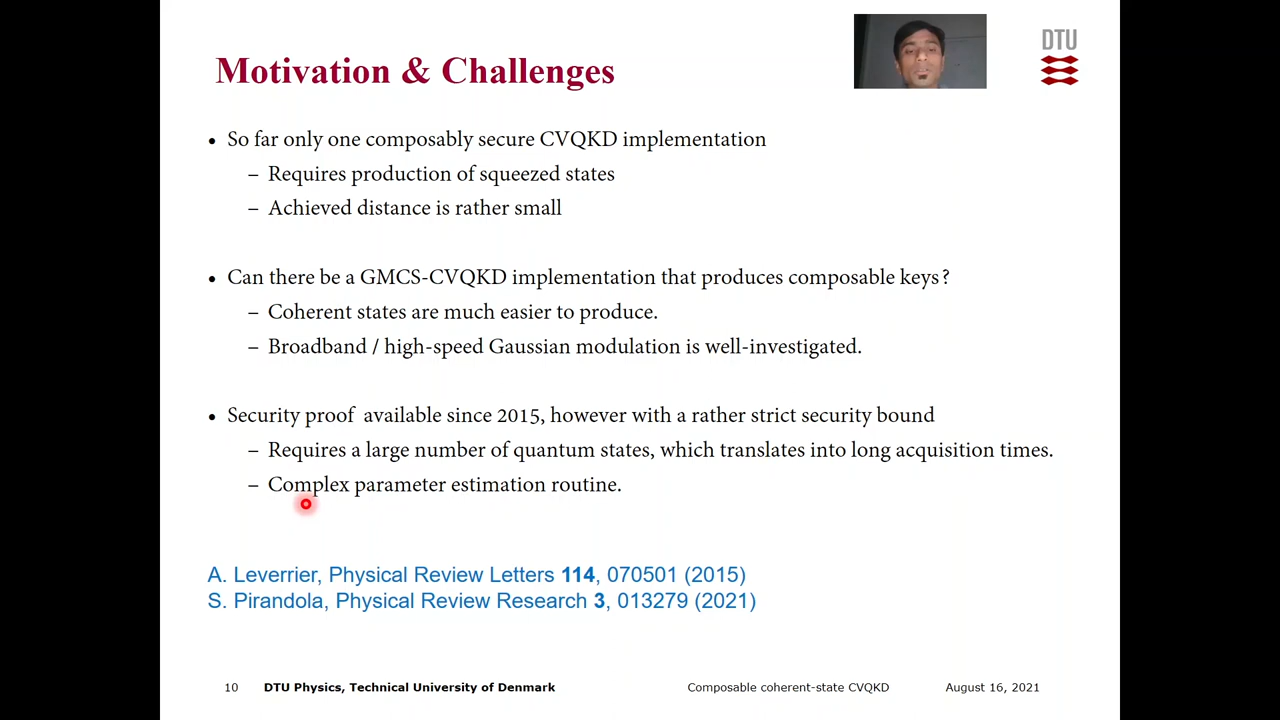 Motivation & Challenges
DTU
• So far only one composably secure CVQKD implementation
– Requires production of squeezed states
– Achieved distance is rather small
• Can there be a GMCS-CVQKD implementation that produces composable keys?
– Coherent states are much easier to produce.
– Broadband / high-speed Gaussian modulation is well-investigated.
• Security proof available since 2015, however with a rather strict security bound
– Requires a large number of quantum states, which translates into long acquisition times.
– Complex parameter estimation routine.
A. Leverrier, Physical Review Letters 114, 070501 (2015)
S. Pirandola, Physical Review Research 3, 013279 (2021)
10 DTU Physics, Technical University of Denmark Composable coherent-state CVQKD August 16, 2021